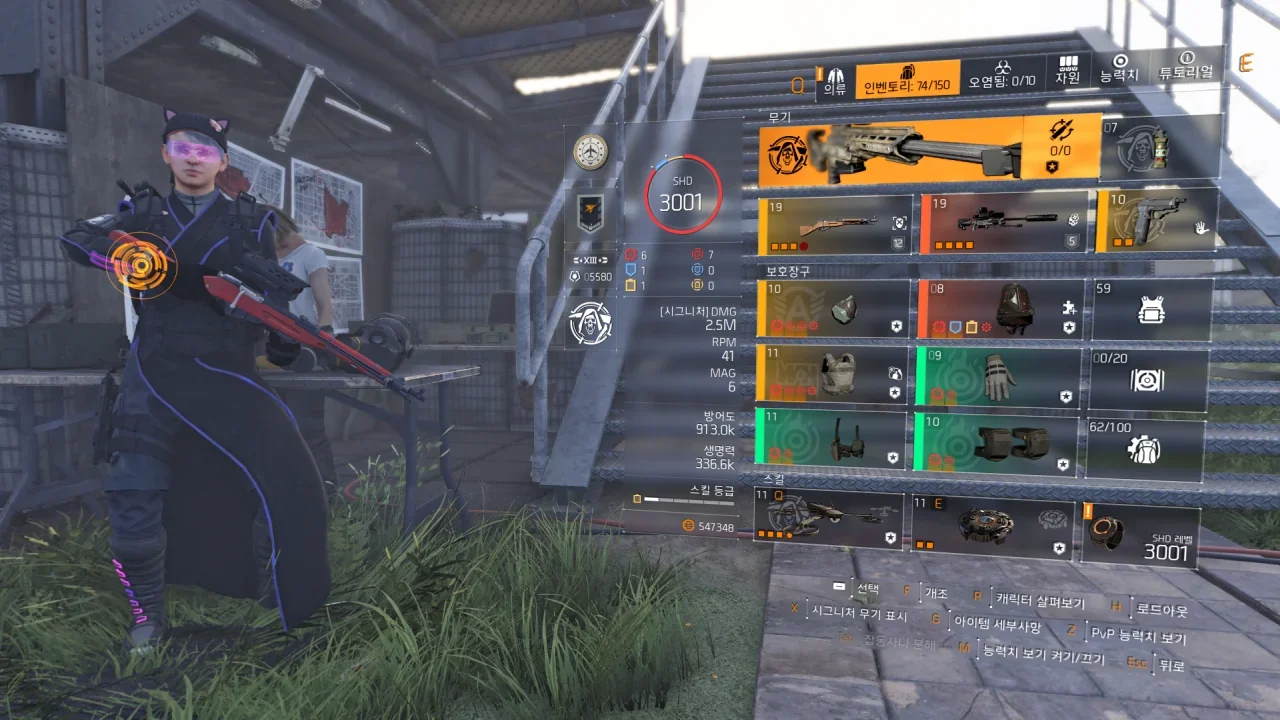 Q
의류
인벤토리: 74/150
오염됨: 0/10
자원
능력치
튜토리얼
E
무기
0/0
07
SHD
3001
19
12
19
5
10
XIII
05580
6
7
1
0
1
0
보호장구
10
08
59
[시그니처] DMG
2.5M
RPM
41
MAG
6
11
09
00/20
방어도
913.0k
생명력
336.6k
11
10
62/100
스킬 등급
547348
스킬
11 Q
11 E
SHD 레벨
3001
선택
F 개조
R 캐릭터 살펴보기
H 로드아웃
X 시그니처 무기 표시
G 아이템 세부사항
Z PvP 능력치 보기
잡동사니 분해
M 능력치 보기 켜기/끄기
Esc 뒤로